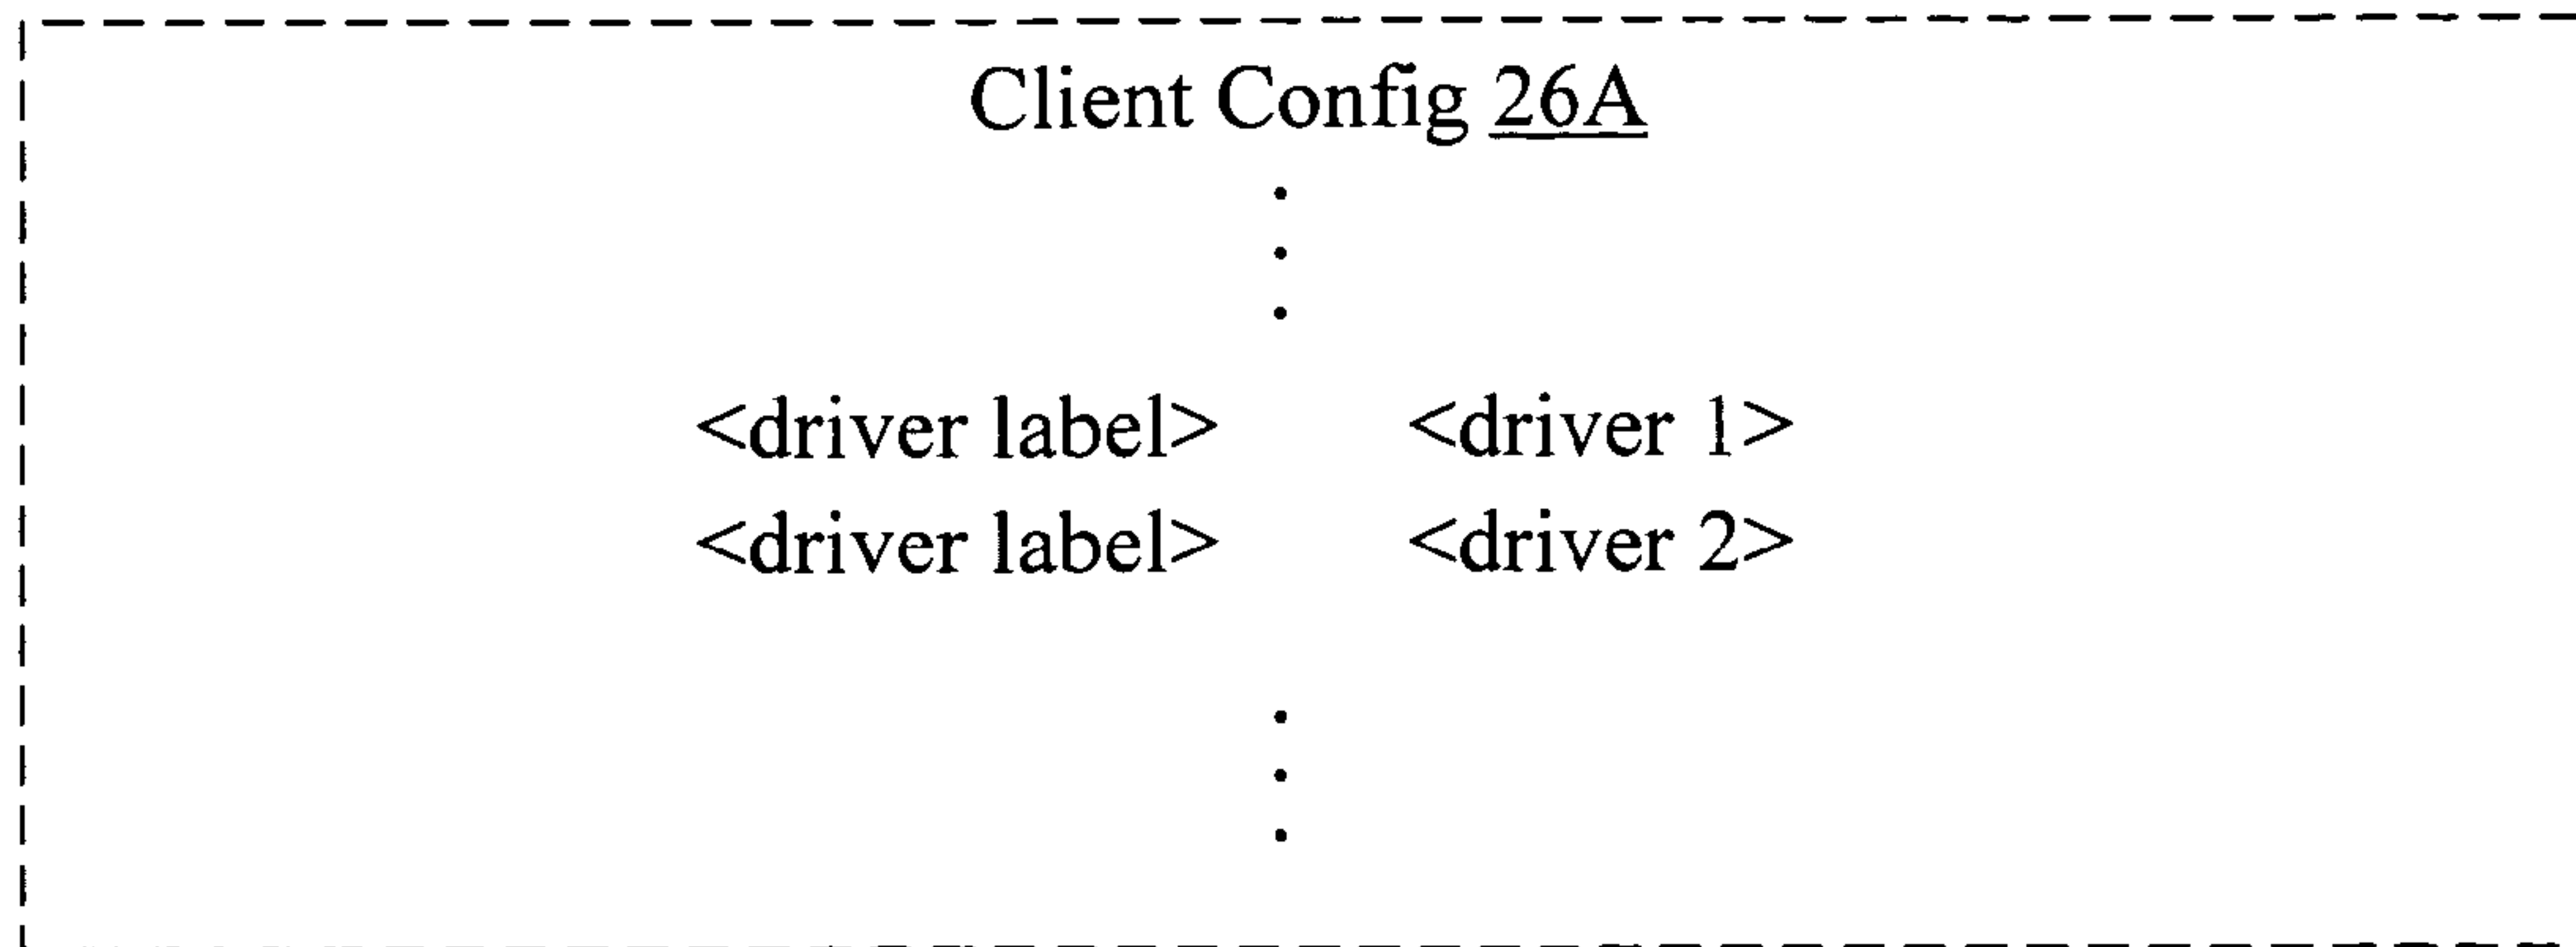 Client Config 26A
.
.
.
<driver label> <driver 1>
<driver label> <driver 2>
.
.
.